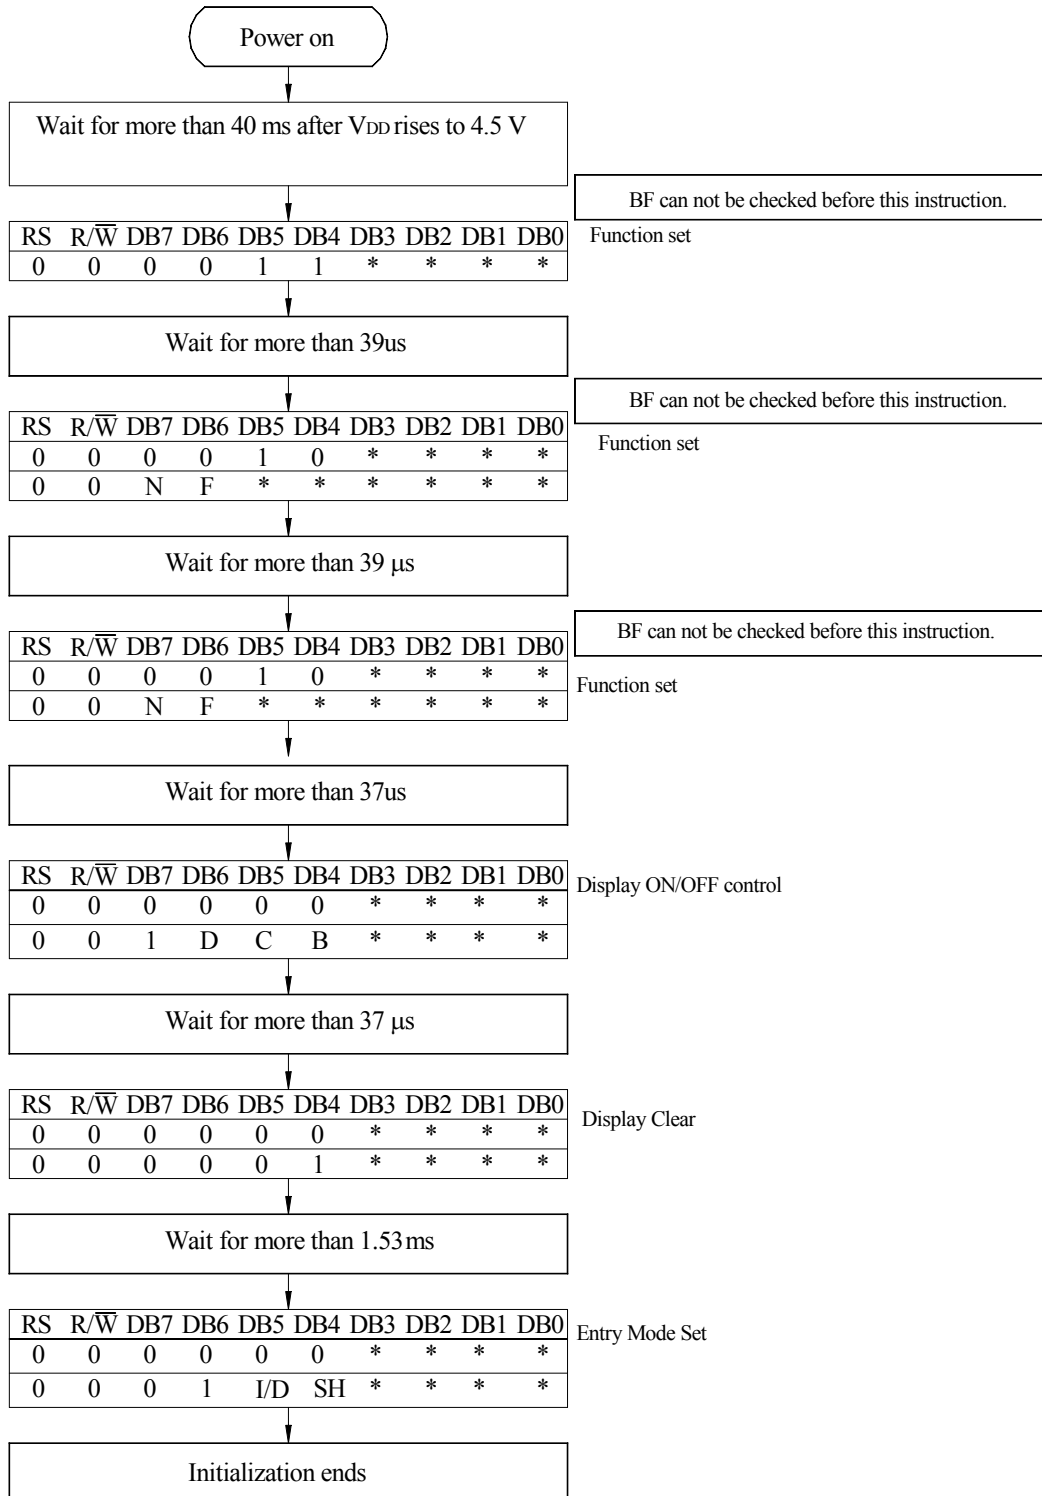 Power on
Wait for more than 40 ms after VDD rises to 4.5 V
BF can not be checked before this instruction.
RS R/W̅ DB7 DB6 DB5 DB4 DB3 DB2 DB1 DB0
Function set
0 0 0 0 1 1 * * * *
Wait for more than 39us
BF can not be checked before this instruction.
RS R/W̅ DB7 DB6 DB5 DB4 DB3 DB2 DB1 DB0
Function set
0 0 0 0 1 0 * * * *
0 0 N F * * * * * *
Wait for more than 39 μs
BF can not be checked before this instruction.
RS R/W̅ DB7 DB6 DB5 DB4 DB3 DB2 DB1 DB0
0 0 0 0 1 0 * * * *
Function set
0 0 N F * * * * * *
Wait for more than 37us
RS R/W̅ DB7 DB6 DB5 DB4 DB3 DB2 DB1 DB0
Display ON/OFF control
0 0 0 0 0 0 * * * *
0 0 1 D C B * * * *
Wait for more than 37 μs
RS R/W̅ DB7 DB6 DB5 DB4 DB3 DB2 DB1 DB0
Display Clear
0 0 0 0 0 0 * * * *
0 0 0 0 0 1 * * * *
Wait for more than 1.53ms
RS R/W̅ DB7 DB6 DB5 DB4 DB3 DB2 DB1 DB0
Entry Mode Set
0 0 0 0 0 0 * * * *
0 0 0 1 I/D SH * * * *
Initialization ends